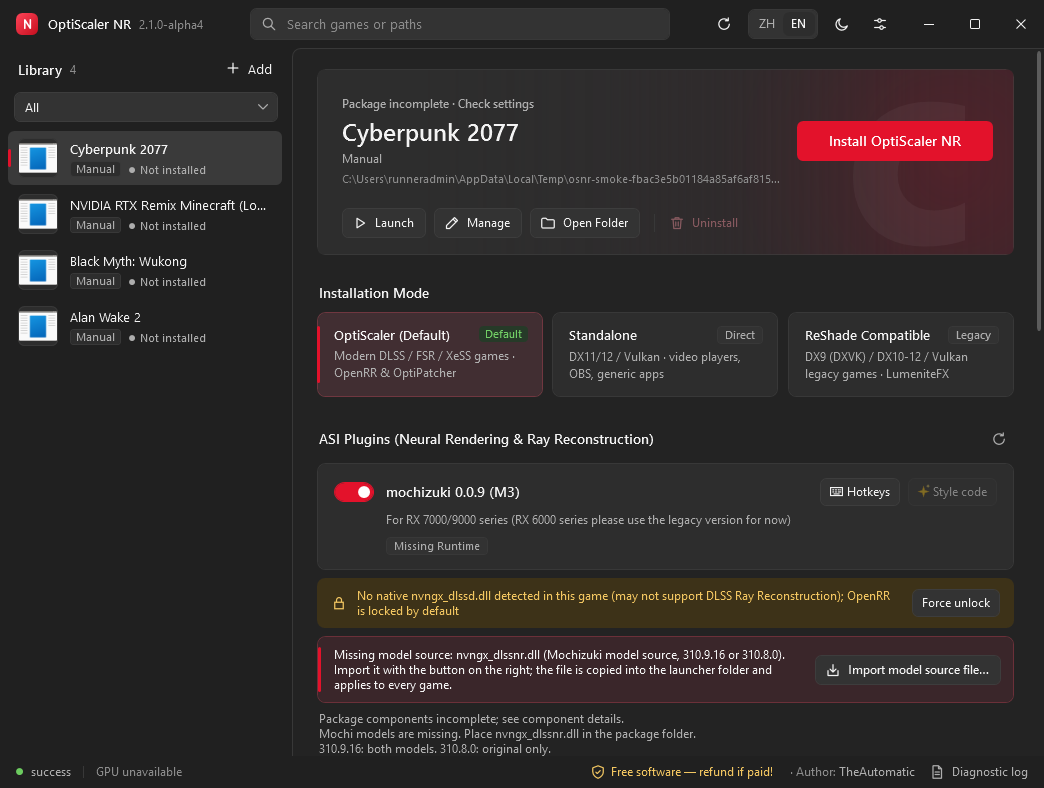 N OptiScaler NR 2.1.0-alpha4
Search games or paths
ZH EN
Library 4
+ Add
All
Cyberpunk 2077
Manual Not installed
NVIDIA RTX Remix Minecraft (Lo...
Manual Not installed
Black Myth: Wukong
Manual Not installed
Alan Wake 2
Manual Not installed
Package incomplete · Check settings
Cyberpunk 2077
Manual
C:\Users\runneradmin\AppData\Local\Temp\osnr-smoke-fbac3e5b01184a85af6af815...
Install OptiScaler NR
C
Launch
Manage
Open Folder
Uninstall
Installation Mode
OptiScaler (Default) Default
Modern DLSS / FSR / XeSS games ·
OpenRR & OptiPatcher
Standalone Direct
DX11/12 / Vulkan · video players,
OBS, generic apps
ReShade Compatible Legacy
DX9 (DXVK) / DX10-12 / Vulkan
legacy games · LumeniteFX
ASI Plugins (Neural Rendering & Ray Reconstruction)
mochizuki 0.0.9 (M3)
Hotkeys
Style code
For RX 7000/9000 series (RX 6000 series please use the legacy version for now)
Missing Runtime
No native nvngx_dlssd.dll detected in this game (may not support DLSS Ray Reconstruction); OpenRR
is locked by default
Force unlock
Missing model source: nvngx_dlssnr.dll (Mochizuki model source, 310.9.16 or 310.8.0).
Import it with the button on the right; the file is copied into the launcher folder and
applies to every game.
Import model source file...
Package components incomplete; see component details.
Mochi models are missing. Place nvngx_dlssnr.dll in the package folder.
310.9.16: both models. 310.8.0: original only.
success
GPU unavailable
Free software — refund if paid!
· Author: TheAutomatic
Diagnostic log